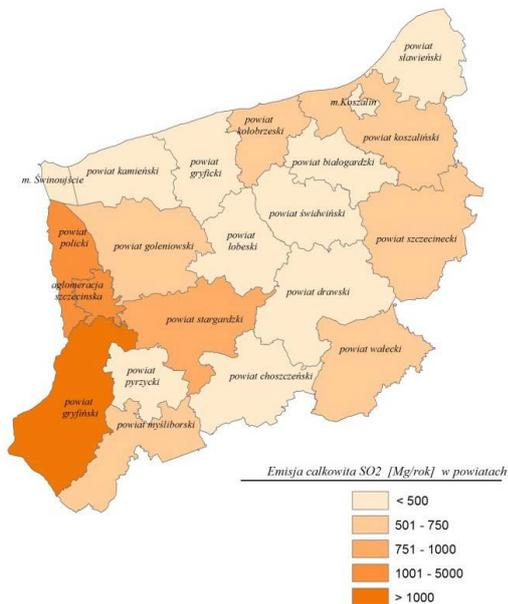 powiat
sławieński
m.Koszalin
powiat
kołobrzeski
powiat koszaliński
powiat białogardzki
powiat
gryficki
powiat kamieński
m. Świnoujście
powiat świdwiński
powiat szczecinecki
powiat
łobeski
powiat goleniowski
powiat
policki
aglomeracja
szczecinska
powiat drawski
powiat stargardzki
powiat wałecki
powiat choszczeński
powiat
pyrzycki
powiat
gryfiński
powiat myśliborski
Emisja całkowita SO2 [Mg/rok] w powiatach
< 500
501 - 750
751 - 1000
1001 - 5000
> 1000